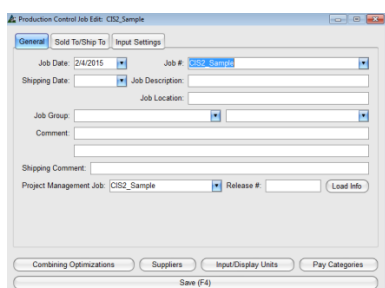 Production Control Job Edit: CIS2_Sample
General Sold To/Ship To Input Settings
Job Date: 2/4/2015 Job #: CIS2_Sample
Shipping Date: Job Description:
Job Location:
Job Group:
Comment:
Shipping Comment:
Project Management Job: CIS2_Sample Release #: Load Info
Combining Optimizations Suppliers Input/Display Units Pay Categories
Save (F4)